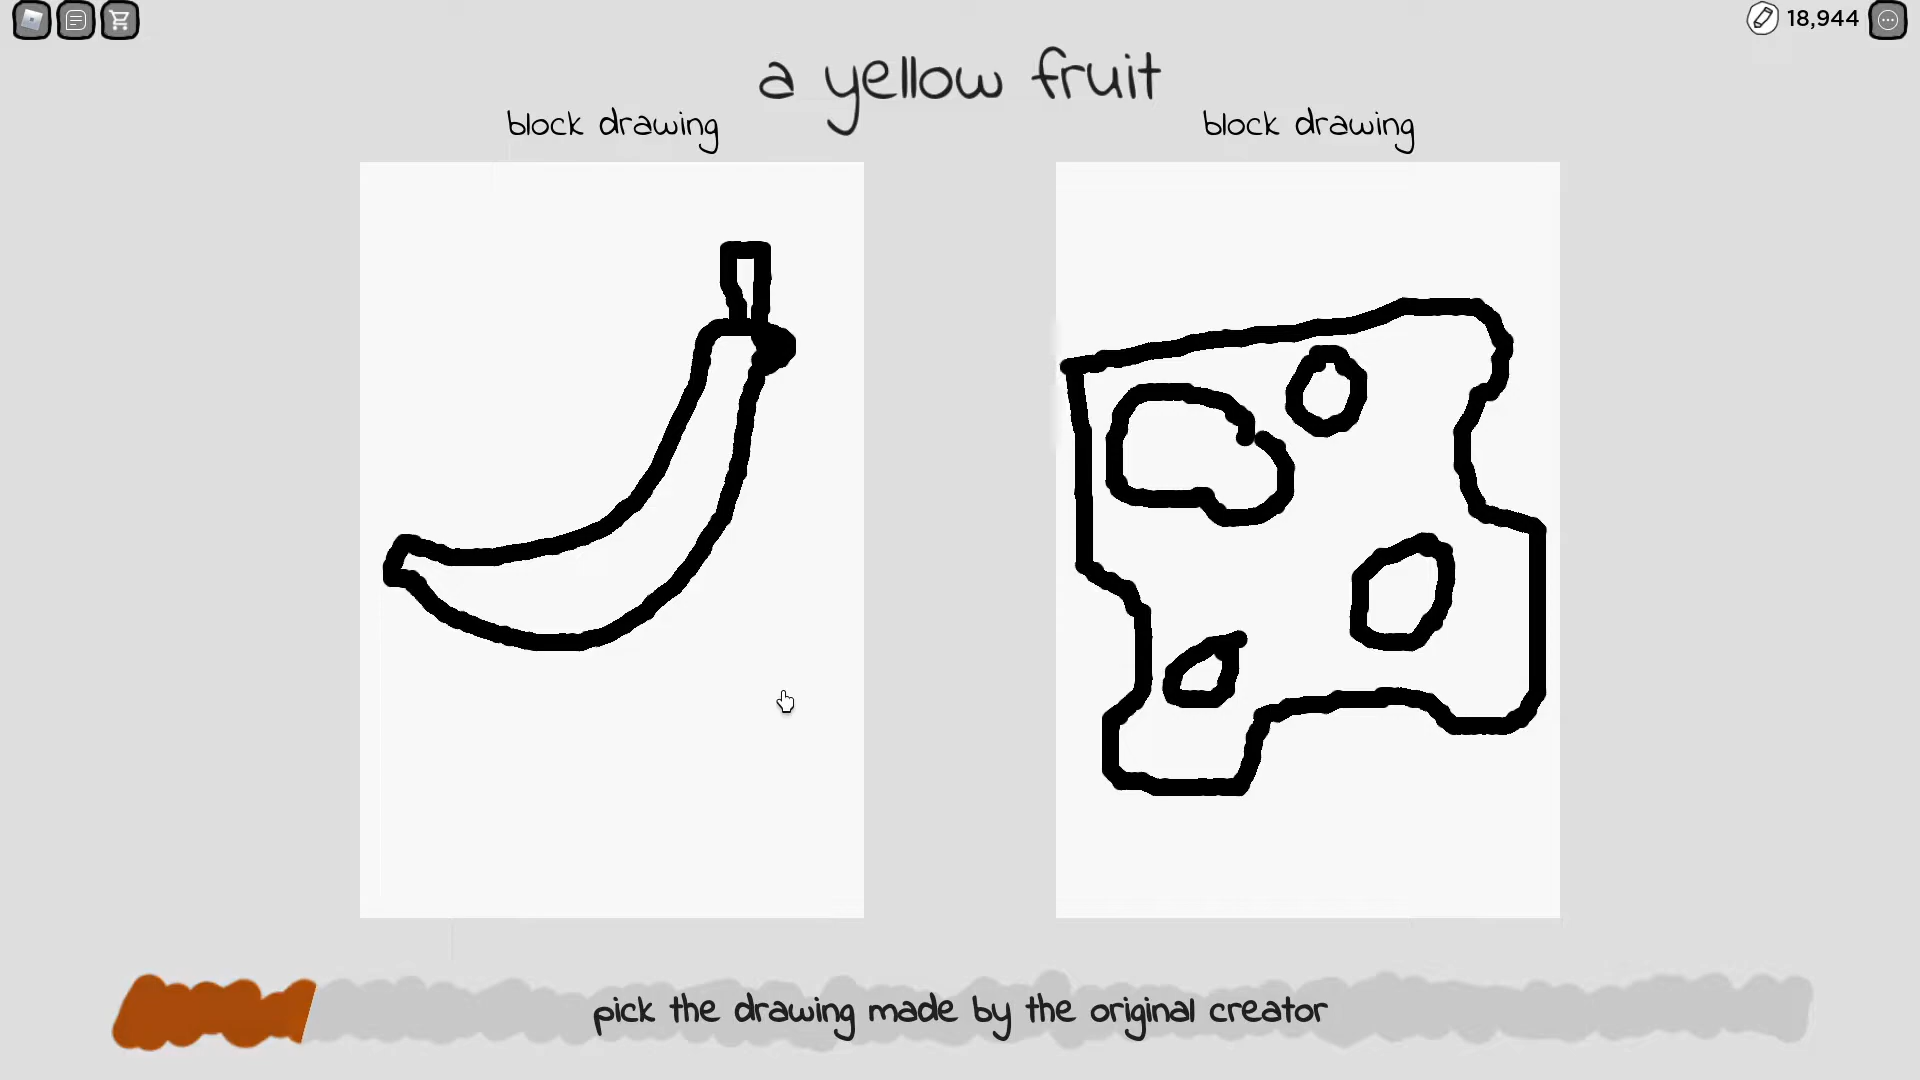 18,944
a yellow fruit
block drawing
block drawing
pick the drawing made by the original creator